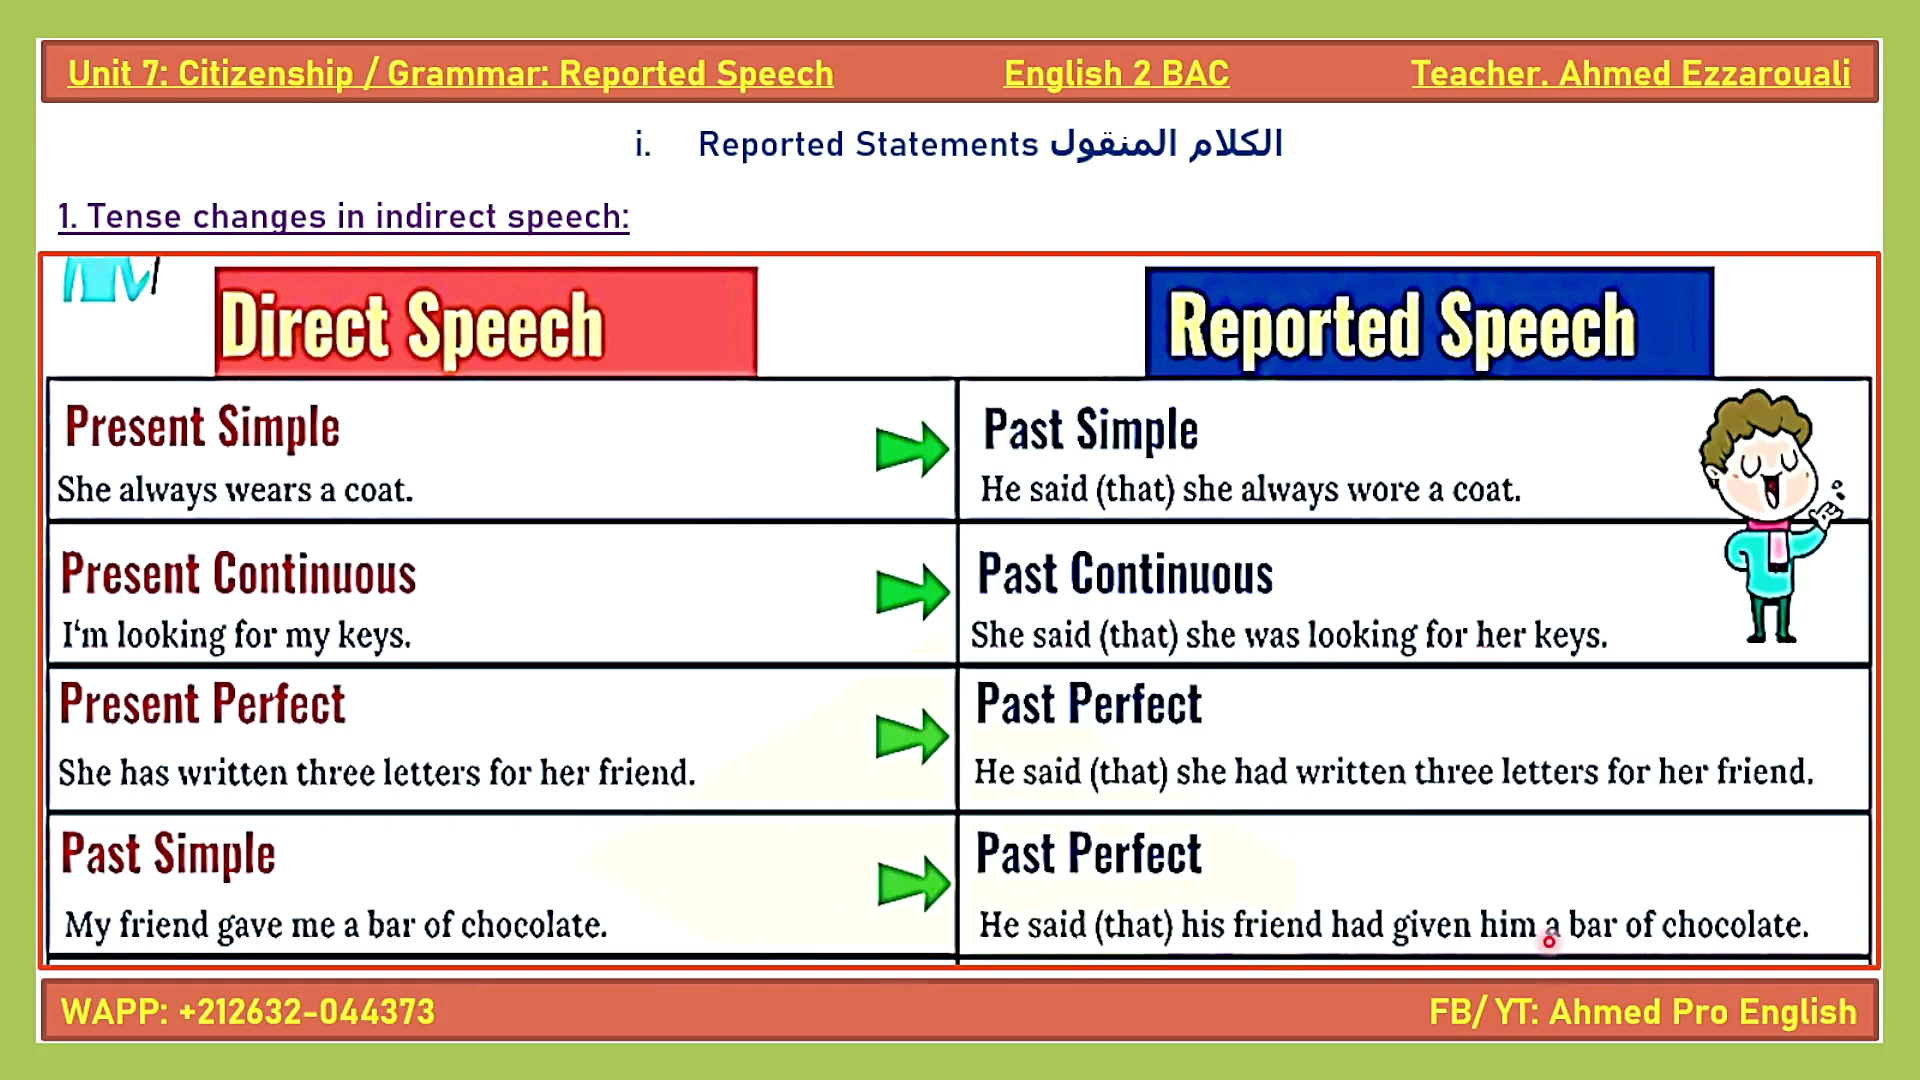 Unit 7: Citizenship / Grammar: Reported Speech English 2 BAC Teacher. Ahmed Ezzarouali
i. Reported Statements الكلام المنقول
1. Tense changes in indirect speech:
Direct Speech Reported Speech
Present Simple Past Simple
She always wears a coat. He said (that) she always wore a coat.
Present Continuous Past Continuous
I‘m looking for my keys. She said (that) she was looking for her keys.
Present Perfect Past Perfect
She has written three letters for her friend. He said (that) she had written three letters for her friend.
Past Simple Past Perfect
My friend gave me a bar of chocolate. He said (that) his friend had given him a bar of chocolate.
WAPP: +212632-044373 FB/ YT: Ahmed Pro English